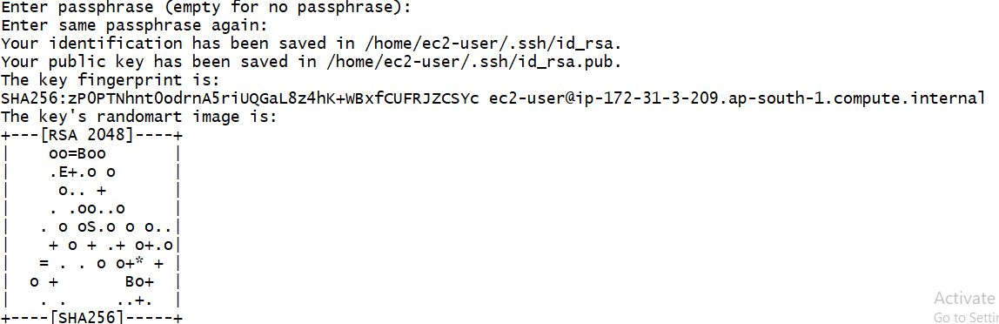 Enter passphrase (empty for no passphrase):
Enter same passphrase again:
Your identification has been saved in /home/ec2-user/.ssh/id_rsa.
Your public key has been saved in /home/ec2-user/.ssh/id_rsa.pub.
The key fingerprint is:
SHA256:zP0PTNhntOodrnA5riUQGaL8z4hK+WBxfCUFRJZCSYc ec2-user@ip-172-31-3-209.ap-south-1.compute.internal
The key's randomart image is:
+---[RSA 2048]----+
|    oo=Boo       |
|    .E+.o o      |
|     o.. +       |
|    . .oo..o     |
|   . o oS.o o o..|
|    + o + .+ o+.o|
|   = . . o o+* + |
|  o +       Bo+  |
|   . .     ..+.  |
+----[SHA256]-----+
Activate
Go to Settin